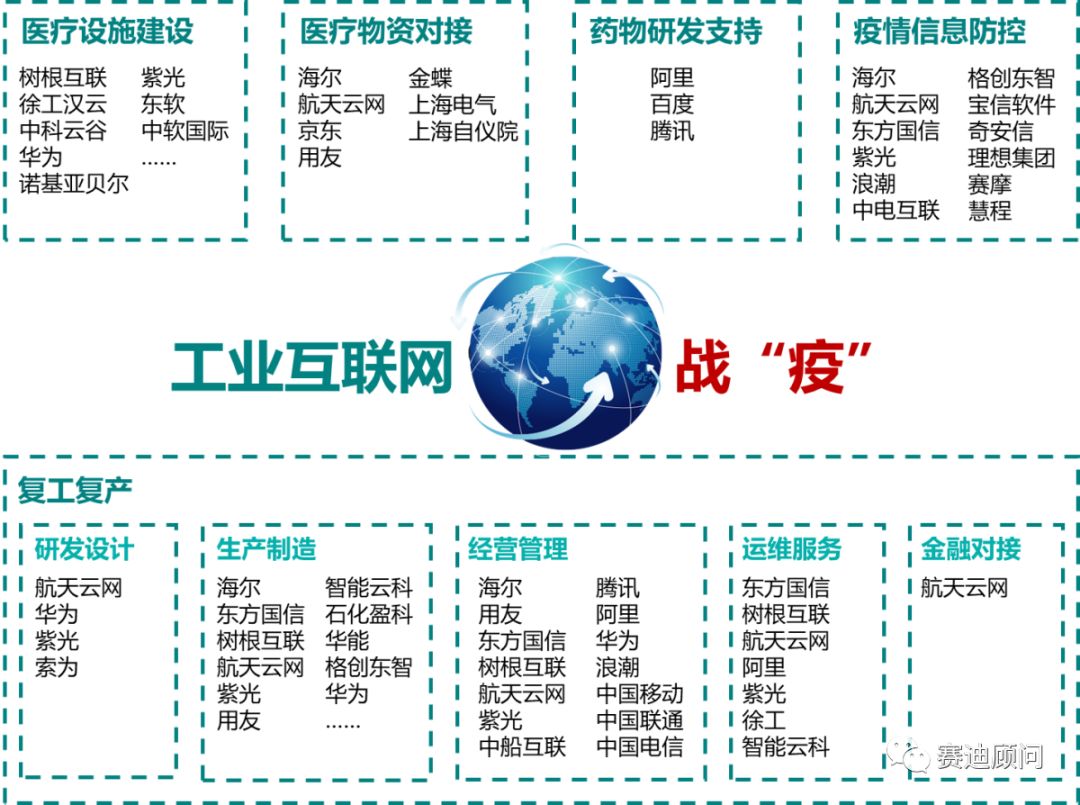 医疗设施建设
树根互联 紫光
徐工汉云 东软
中科云谷 中软国际
华为 ......
诺基亚贝尔
医疗物资对接
海尔 金蝶
航天云网 上海电气
京东 上海自仪院
用友
药物研发支持
阿里
百度
腾讯
疫情信息防控
海尔 格创东智
航天云网 宝信软件
东方国信 奇安信
紫光 理想集团
浪潮 赛摩
中电互联 慧程
工业互联网 战“疫”
复工复产
研发设计
航天云网
华为
紫光
索为
生产制造
海尔 智能云科
东方国信 石化盈科
树根互联 华能
航天云网 格创东智
紫光 华为
用友 ......
经营管理
海尔 腾讯
用友 阿里
东方国信 华为
树根互联 浪潮
航天云网 中国移动
紫光 中国联通
中船互联 中国电信
运维服务
东方国信
树根互联
航天云网
阿里
紫光
徐工
智能云科
金融对接
航天云网
赛迪顾问